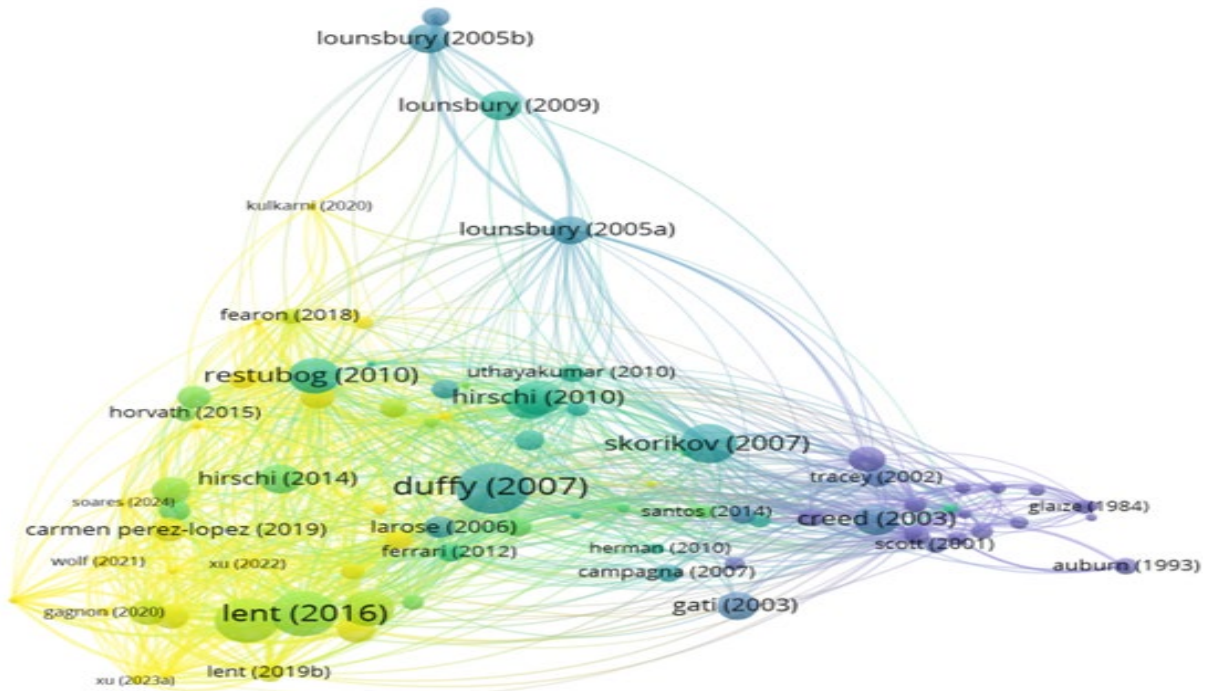 lounsbury (2005b)
lounsbury (2009)
kulkarni (2020)
lounsbury (2005a)
fearon (2018)
restubog (2010)
uthayakumar (2010)
hirschi (2010)
horvath (2015)
skorikov (2007)
hirschi (2014)
tracey (2002)
duffy (2007)
soares (2024)
glaize (1984)
santos (2014)
creed (2003)
carmen perez-lopez (2019)
larose (2006)
scott (2001)
ferrari (2012)
herman (2010)
wolf (2021)
xu (2022)
auburn (1993)
campagna (2007)
gati (2003)
gagnon (2020)
lent (2016)
lent (2019b)
xu (2023a)